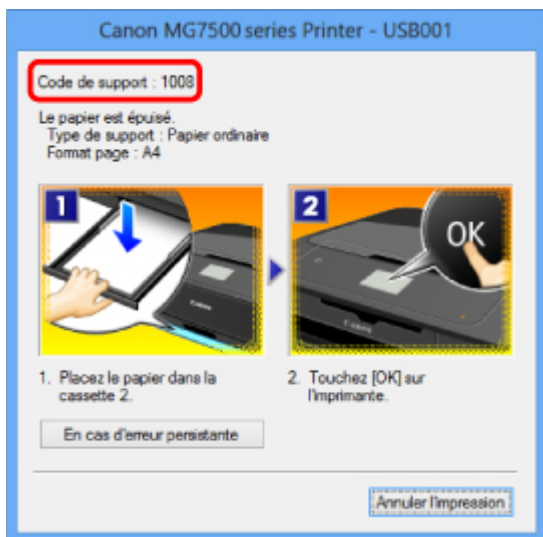 Canon MG7500 series Printer - USB001
Code de support : 1008
Le papier est épuisé.
Type de support : Papier ordinaire
Format page : A4
1
2
OK
Canon
Canon
1. Placez le papier dans la
cassette 2.
2. Touchez [OK] sur
l'imprimante.
En cas d'erreur persistante
Annuler l'impression